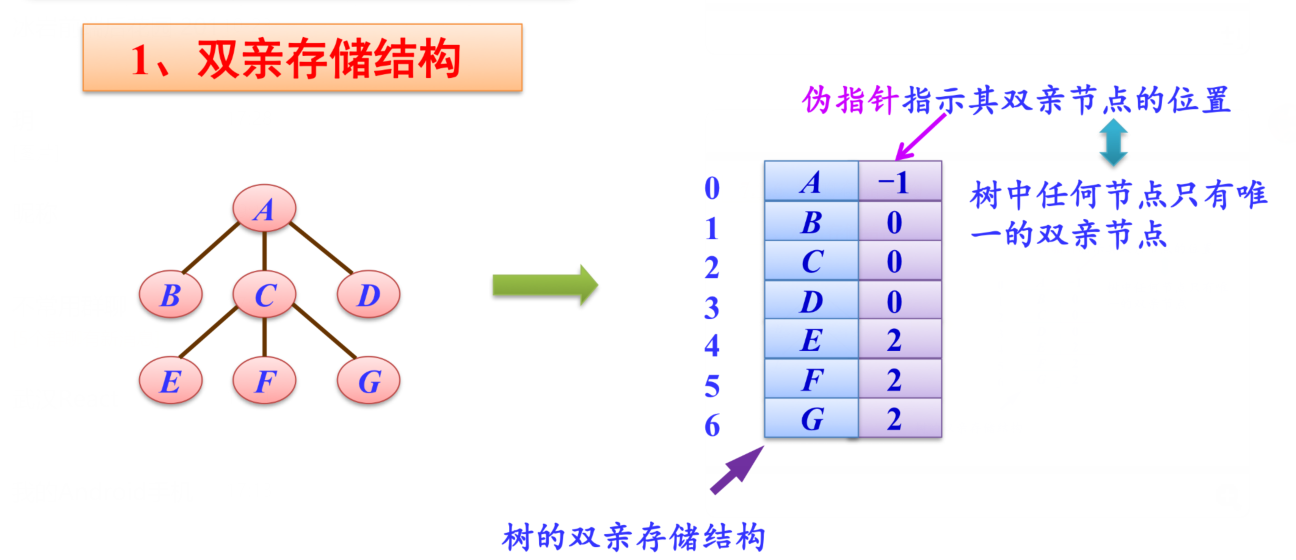 1、双亲存储结构
伪指针指示其双亲节点的位置
树中任何节点只有唯
一的双亲节点
A
B C D
E F G
0 A −1
1 B 0
2 C 0
3 D 0
4 E 2
5 F 2
6 G 2
树的双亲存储结构